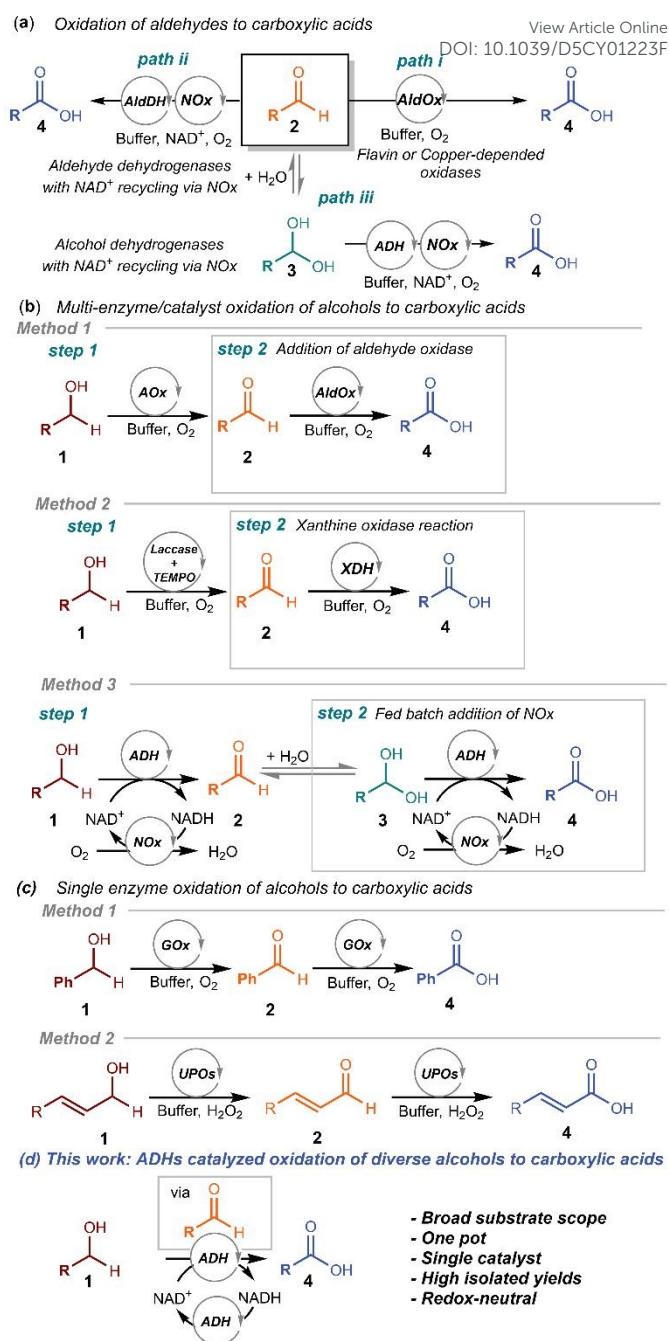 (a) Oxidation of aldehydes to carboxylic acids
View Article Online
DOI: 10.1039/D5CY01223F
path ii
path i
O
R OH
4
AldDH NOx
Buffer, NAD+, O2
O
R H
2
AldOx
Buffer, O2
O
R OH
4
Aldehyde dehydrogenases
with NAD+ recycling via NOx
+ H2O
Flavin or Copper-depended
oxidases
path iii
Alcohol dehydrogenases
with NAD+ recycling via NOx
OH
R OH
3
ADH NOx
Buffer, NAD+, O2
O
R OH
4
(b) Multi-enzyme/catalyst oxidation of alcohols to carboxylic acids
Method 1
step 1
step 2 Addition of aldehyde oxidase
OH
R H
1
AOx
Buffer, O2
O
R H
2
AldOx
Buffer, O2
O
R OH
4
Method 2
step 1
step 2 Xanthine oxidase reaction
OH
R H
1
Laccase
+
TEMPO
Buffer, O2
O
R H
2
XDH
Buffer, O2
O
R OH
4
Method 3
step 1
step 2 Fed batch addition of NOx
OH
R H
1
ADH
NAD+ NADH
O2 NOx H2O
O
R H
2
+ H2O
OH
R OH
3
ADH
NAD+ NADH
O2 NOx H2O
O
R OH
4
(c) Single enzyme oxidation of alcohols to carboxylic acids
Method 1
OH
Ph H
1
GOx
Buffer, O2
O
Ph H
2
GOx
Buffer, O2
O
Ph OH
4
Method 2
OH
R H
1
UPOs
Buffer, H2O2
O
R H
2
UPOs
Buffer, H2O2
O
R OH
4
(d) This work: ADHs catalyzed oxidation of diverse alcohols to carboxylic acids
OH
R H
1
via
O
R H
ADH
NAD+ NADH
ADH
O
R OH
4
- Broad substrate scope
- One pot
- Single catalyst
- High isolated yields
- Redox-neutral